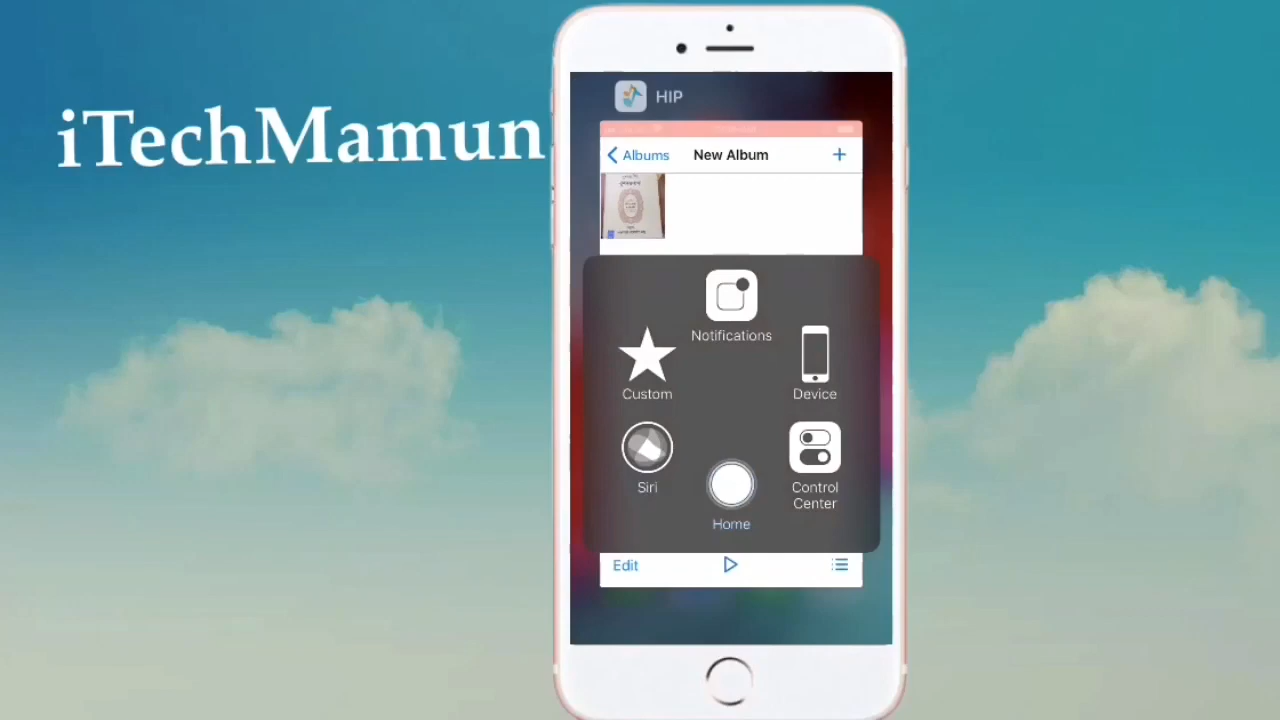 iTechMamun
HIP
Albums
New Album
+
Notifications
Custom
Device
Siri
Control
Center
Home
Edit